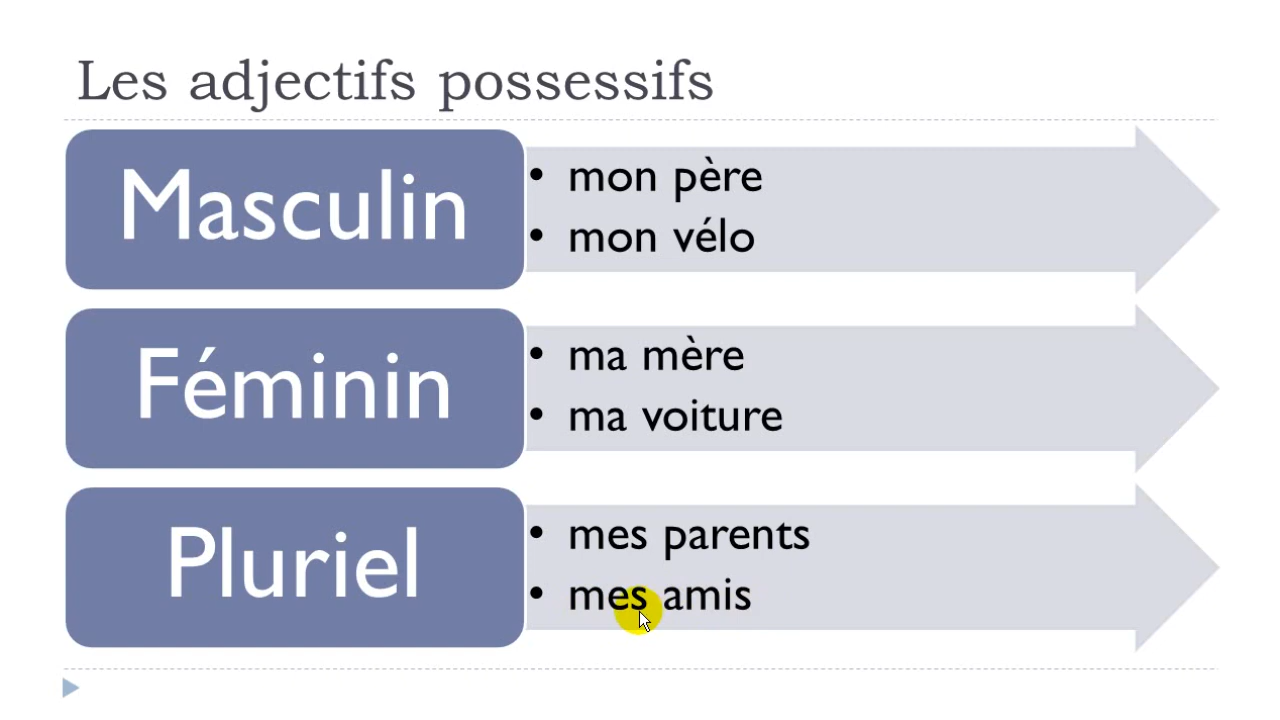 Les adjectifs possessifs
Masculin
• mon père
• mon vélo
Féminin
• ma mère
• ma voiture
Pluriel
• mes parents
• mes amis